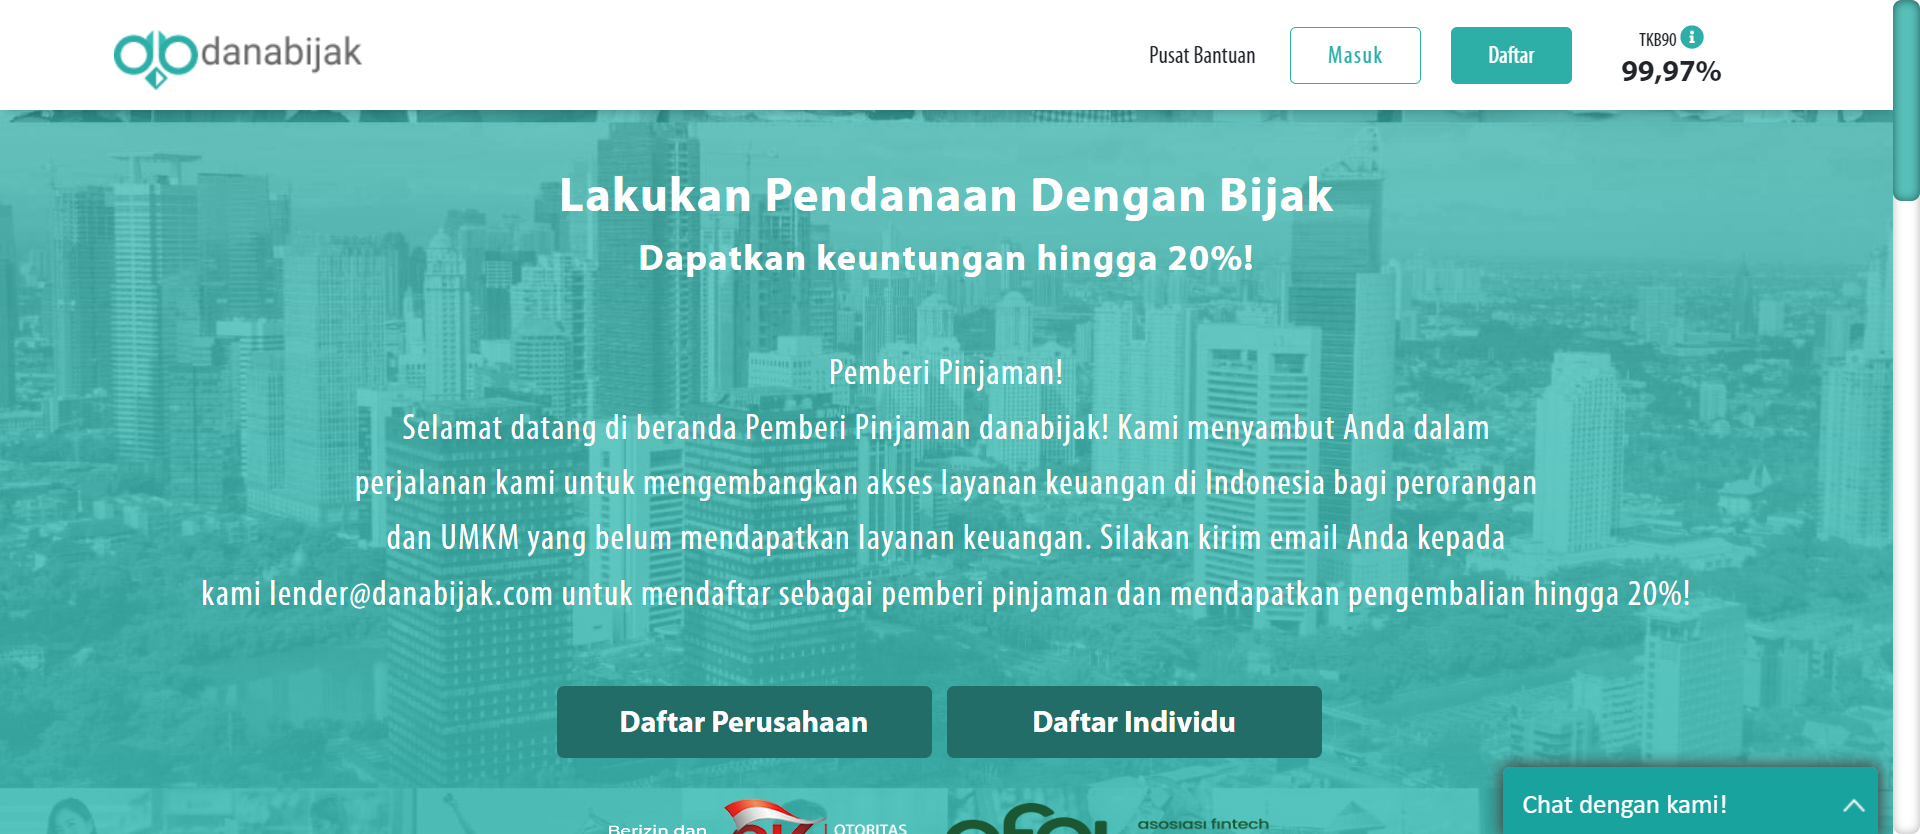 danabijak
Pusat Bantuan
Masuk
Daftar
TKB90
99,97%
Lakukan Pendanaan Dengan Bijak
Dapatkan keuntungan hingga 20%!
Pemberi Pinjaman!
Selamat datang di beranda Pemberi Pinjaman danabijak! Kami menyambut Anda dalam
perjalanan kami untuk mengembangkan akses layanan keuangan di Indonesia bagi perorangan
dan UMKM yang belum mendapatkan layanan keuangan. Silakan kirim email Anda kepada
kami lender@danabijak.com untuk mendaftar sebagai pemberi pinjaman dan mendapatkan pengembalian hingga 20%!
Daftar Perusahaan
Daftar Individu
Chat dengan kami!
Berizin dan
OTORITAS
asosiasi fintech